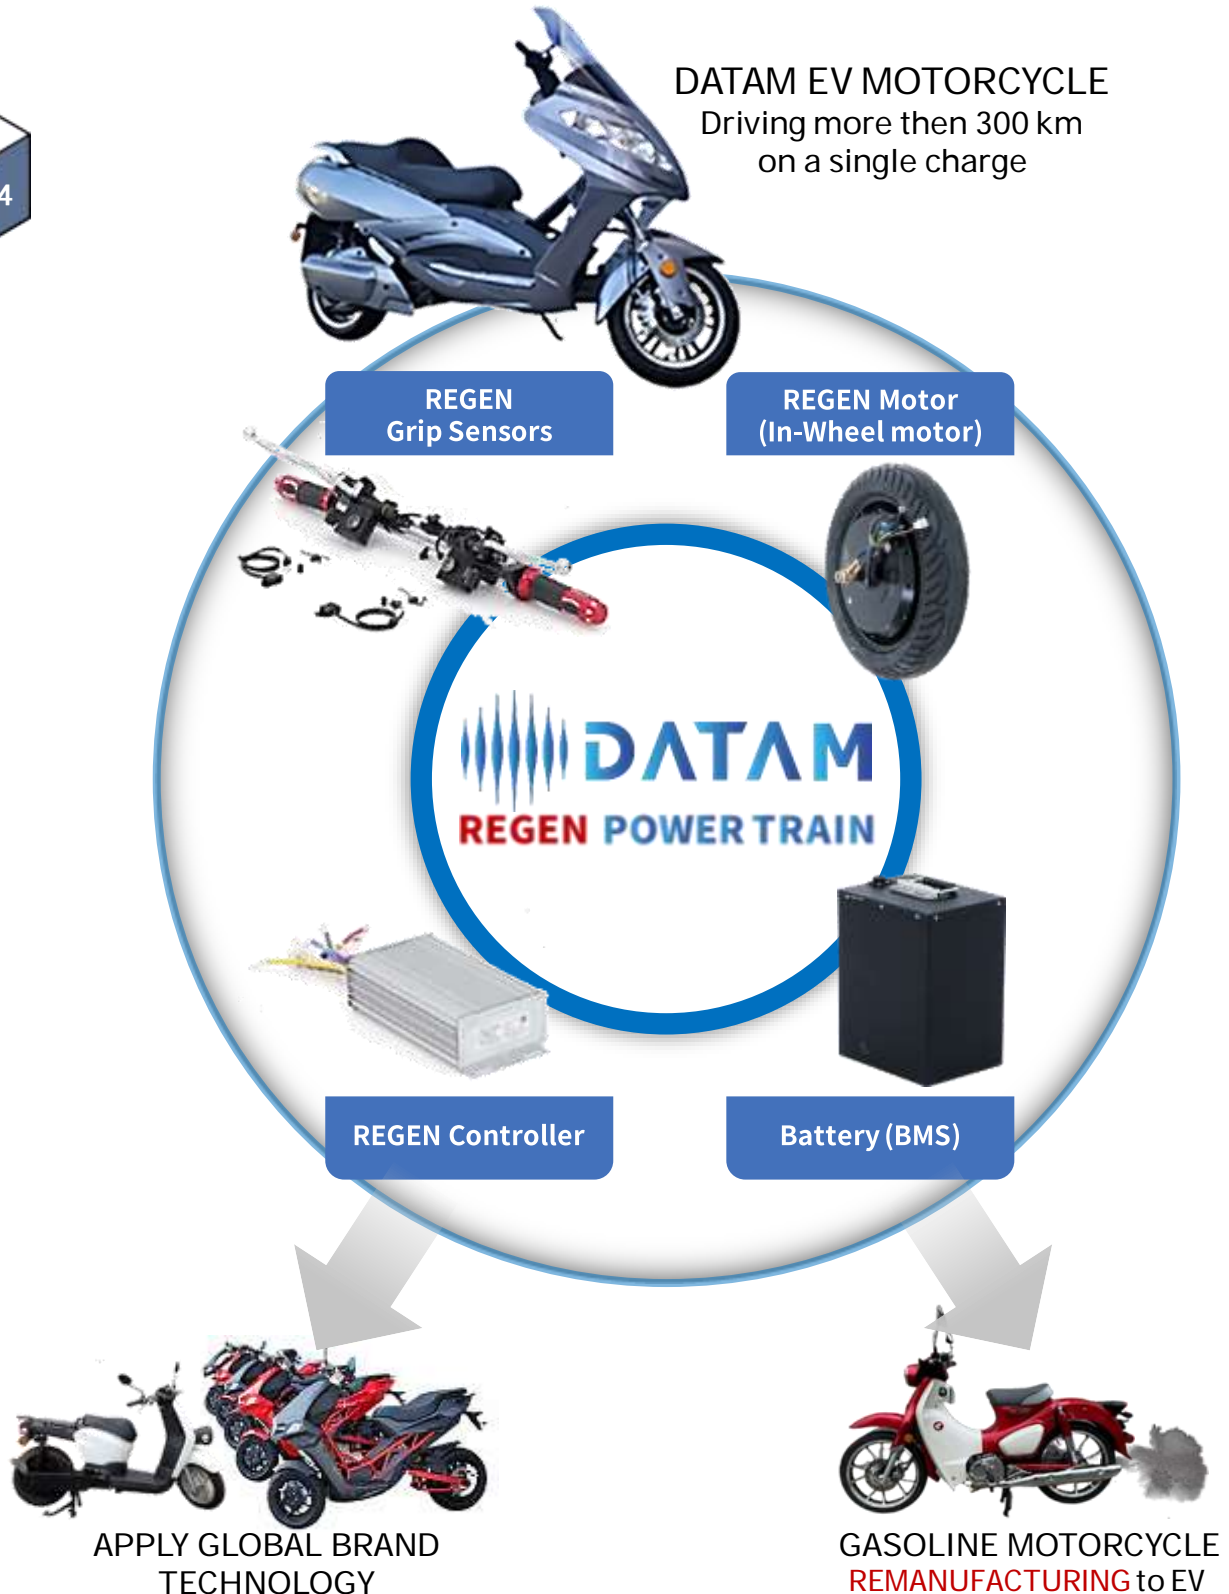 DATAM EV MOTORCYCLE
Driving more then 300 km
on a single charge
4
REGEN
Grip Sensors
REGEN Motor
(In-Wheel motor)
DATAM
REGEN POWER TRAIN
REGEN Controller
Battery (BMS)
APPLY GLOBAL BRAND
TECHNOLOGY
GASOLINE MOTORCYCLE
REMANUFACTURING to EV